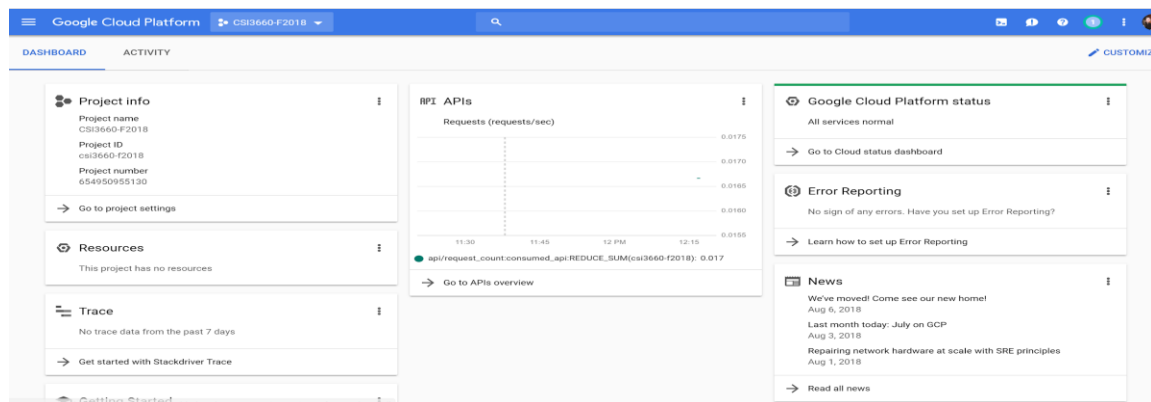 Google Cloud Platform
CSI3660-F2018
DASHBOARD
ACTIVITY
CUSTOMIZ
Project info
Project name
CSI3660-F2018
Project ID
csi3660-f2018
Project number
654950955130
Go to project settings
Resources
This project has no resources
Trace
No trace data from the past 7 days
Get started with Stackdriver Trace
Getting Started
API APIs
Requests (requests/sec)
0.0175
0.0170
0.0165
0.0160
0.0155
11:30
11:45
12 PM
12:15
api/request_count:consumed_api:REDUCE_SUM(csi3660-f2018): 0.017
Go to APIs overview
Google Cloud Platform status
All services normal
Go to Cloud status dashboard
Error Reporting
No sign of any errors. Have you set up Error Reporting?
Learn how to set up Error Reporting
News
We've moved! Come see our new home!
Aug 6, 2018
Last month today: July on GCP
Aug 3, 2018
Repairing network hardware at scale with SRE principles
Aug 1, 2018
Read all news